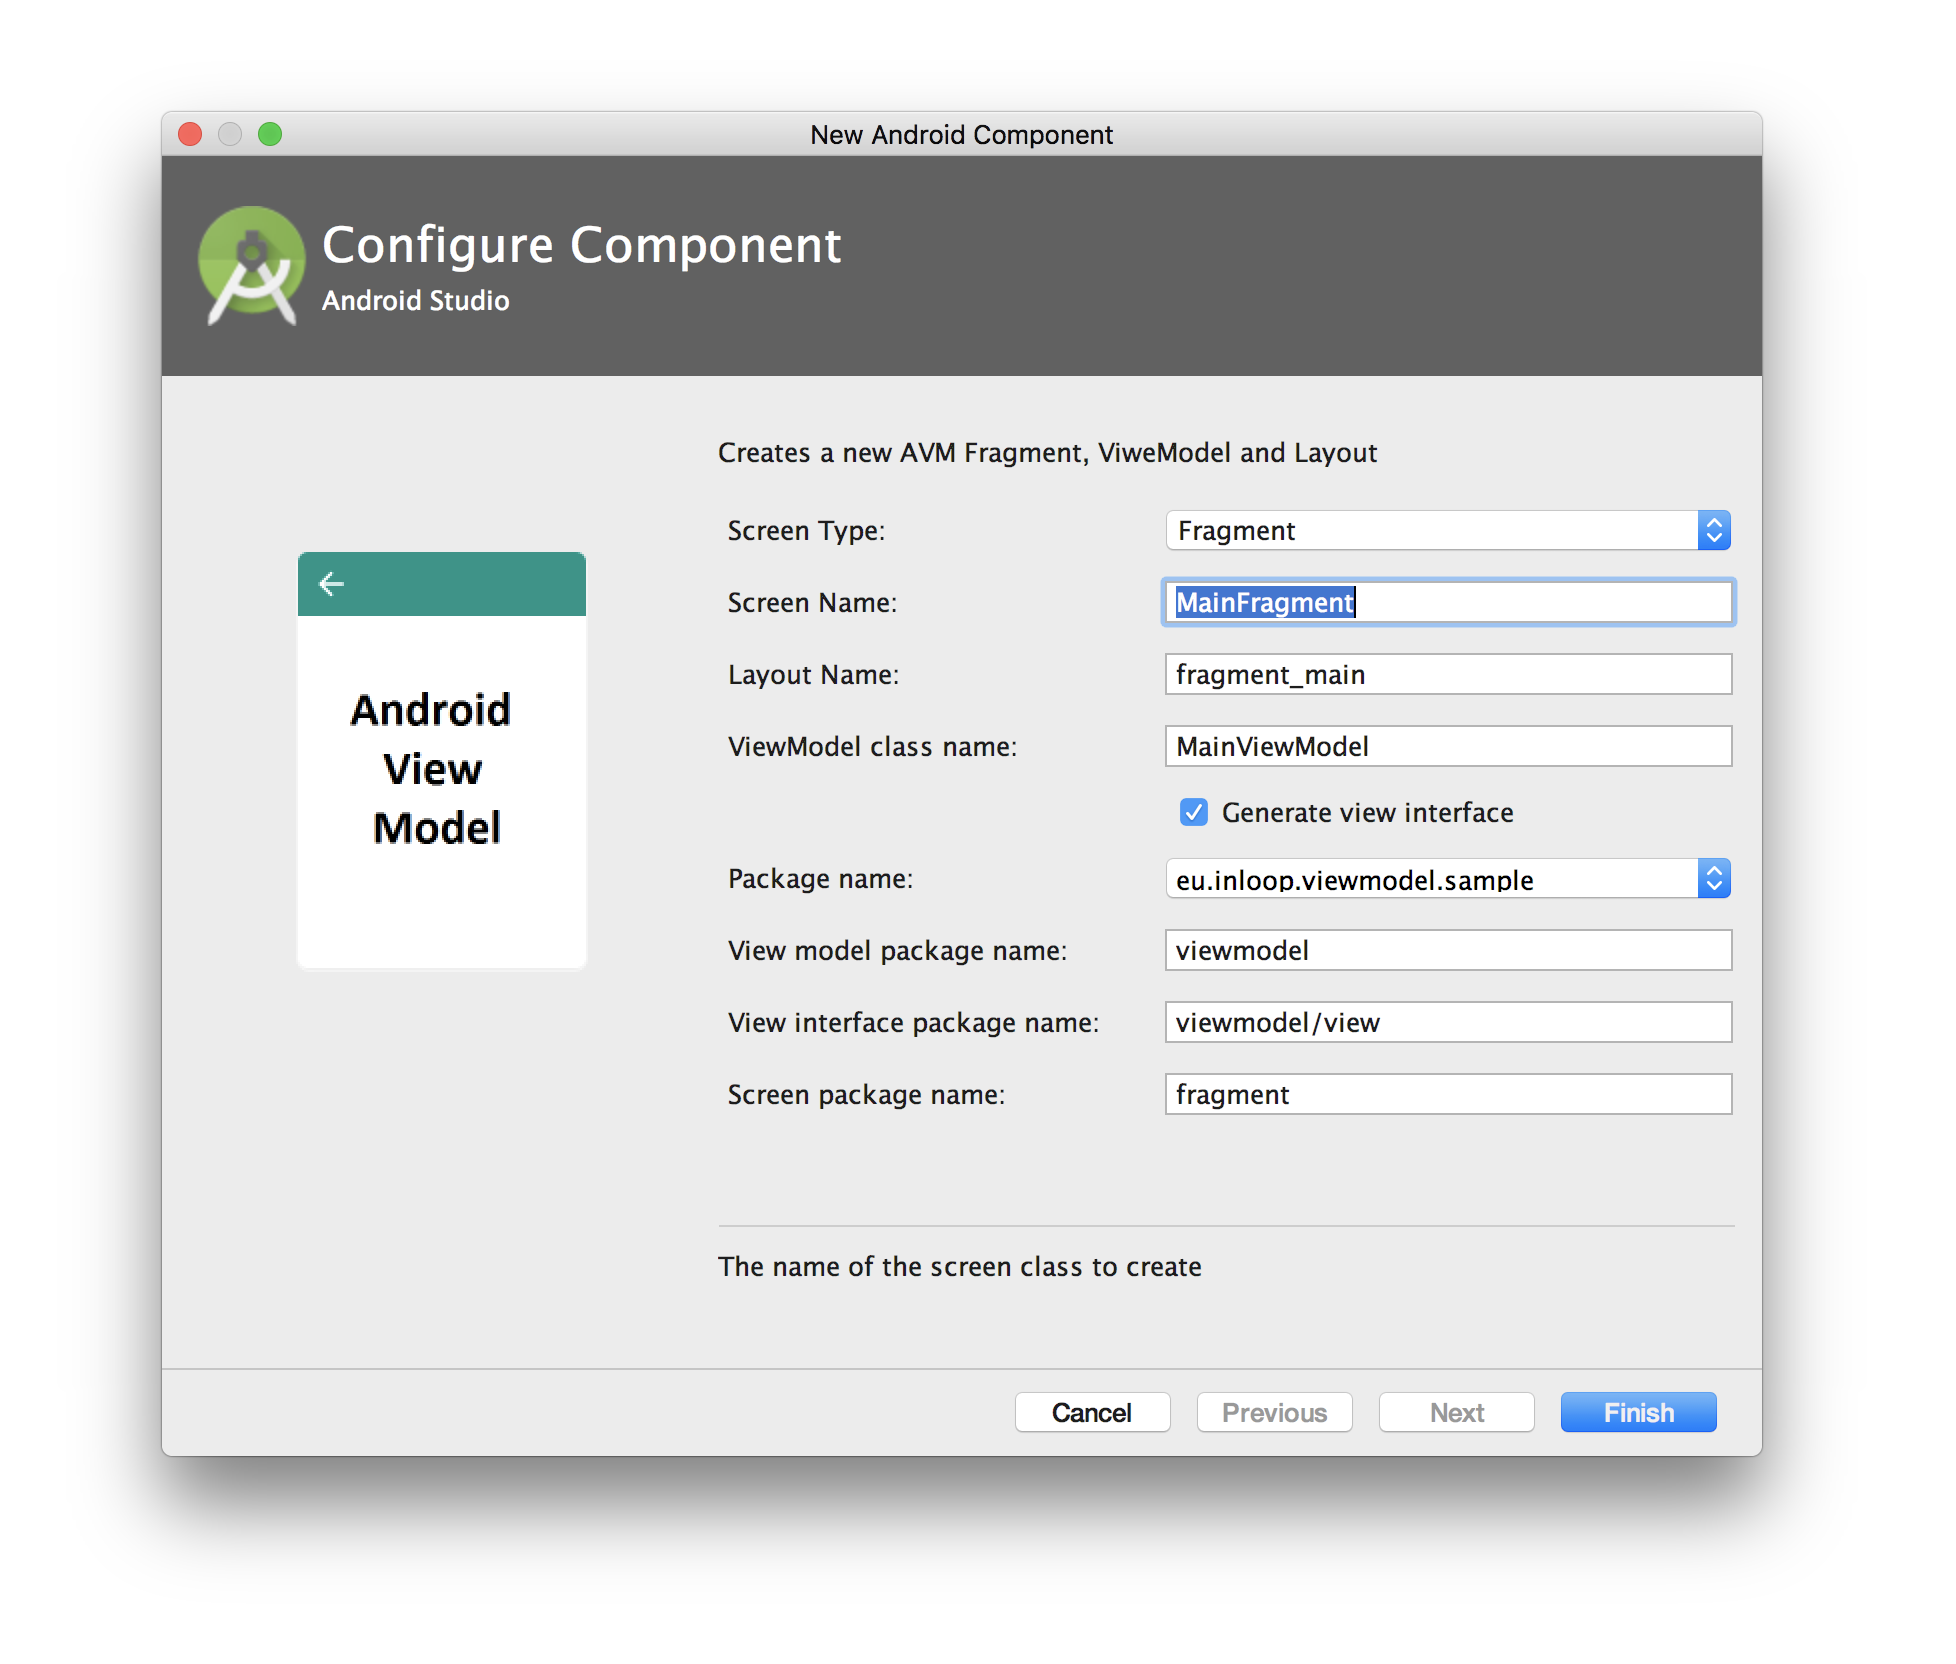 New Android Component
Configure Component
Android Studio
Creates a new AVM Fragment, ViweModel and Layout
Screen Type: Fragment
Screen Name: MainFragment
Layout Name: fragment_main
ViewModel class name: MainViewModel
Generate view interface
Package name: eu.inloop.viewmodel.sample
View model package name: viewmodel
View interface package name: viewmodel/view
Screen package name: fragment
Android
View
Model
The name of the screen class to create
Cancel Previous Next Finish